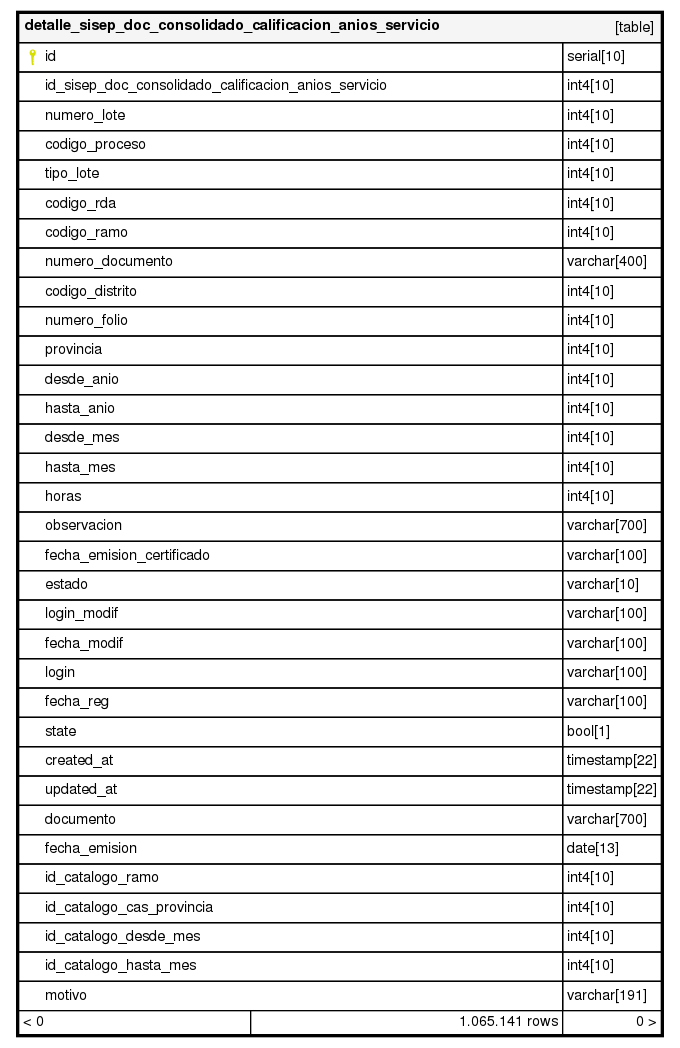 detalle_sisep_doc_consolidado_calificacion_anios_servicio [table]
id serial[10]
id_sisep_doc_consolidado_calificacion_anios_servicio int4[10]
numero_lote int4[10]
codigo_proceso int4[10]
tipo_lote int4[10]
codigo_rda int4[10]
codigo_ramo int4[10]
numero_documento varchar[400]
codigo_distrito int4[10]
numero_folio int4[10]
provincia int4[10]
desde_anio int4[10]
hasta_anio int4[10]
desde_mes int4[10]
hasta_mes int4[10]
horas int4[10]
observacion varchar[700]
fecha_emision_certificado varchar[100]
estado varchar[10]
login_modif varchar[100]
fecha_modif varchar[100]
login varchar[100]
fecha_reg varchar[100]
state bool[1]
created_at timestamp[22]
updated_at timestamp[22]
documento varchar[700]
fecha_emision date[13]
id_catalogo_ramo int4[10]
id_catalogo_cas_provincia int4[10]
id_catalogo_desde_mes int4[10]
id_catalogo_hasta_mes int4[10]
motivo varchar[191]
< 0 1.065.141 rows 0 >